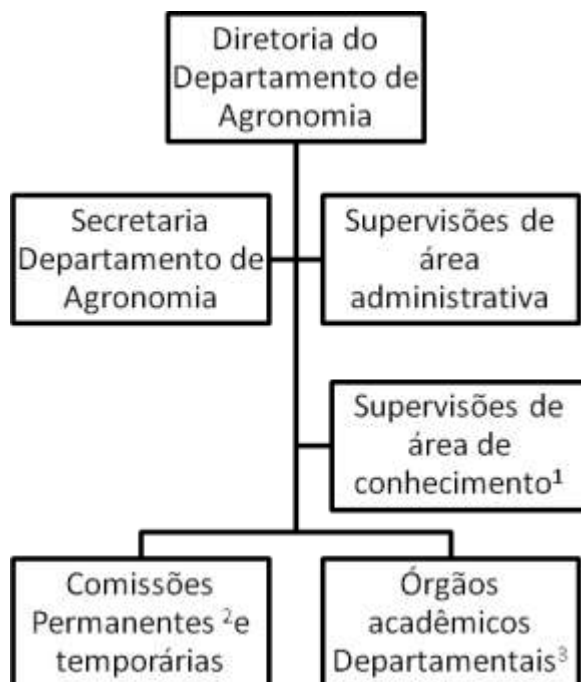 Diretoria do
Departamento de
Agronomia
Secretaria
Departamento de
Agronomia
Supervisões de
área
administrativa
Supervisões de
área de
conhecimento¹
Comissões
Permanentes ²e
temporárias
Órgãos
acadêmicos
Departamentais³